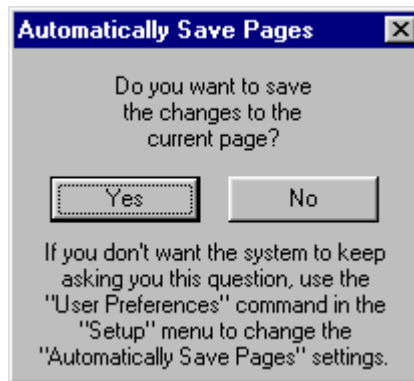 Automatically Save Pages
Do you want to save
the changes to the
current page?
Yes
No
If you don't want the system to keep
asking you this question, use the
"User Preferences" command in the
"Setup" menu to change the
"Automatically Save Pages" settings.